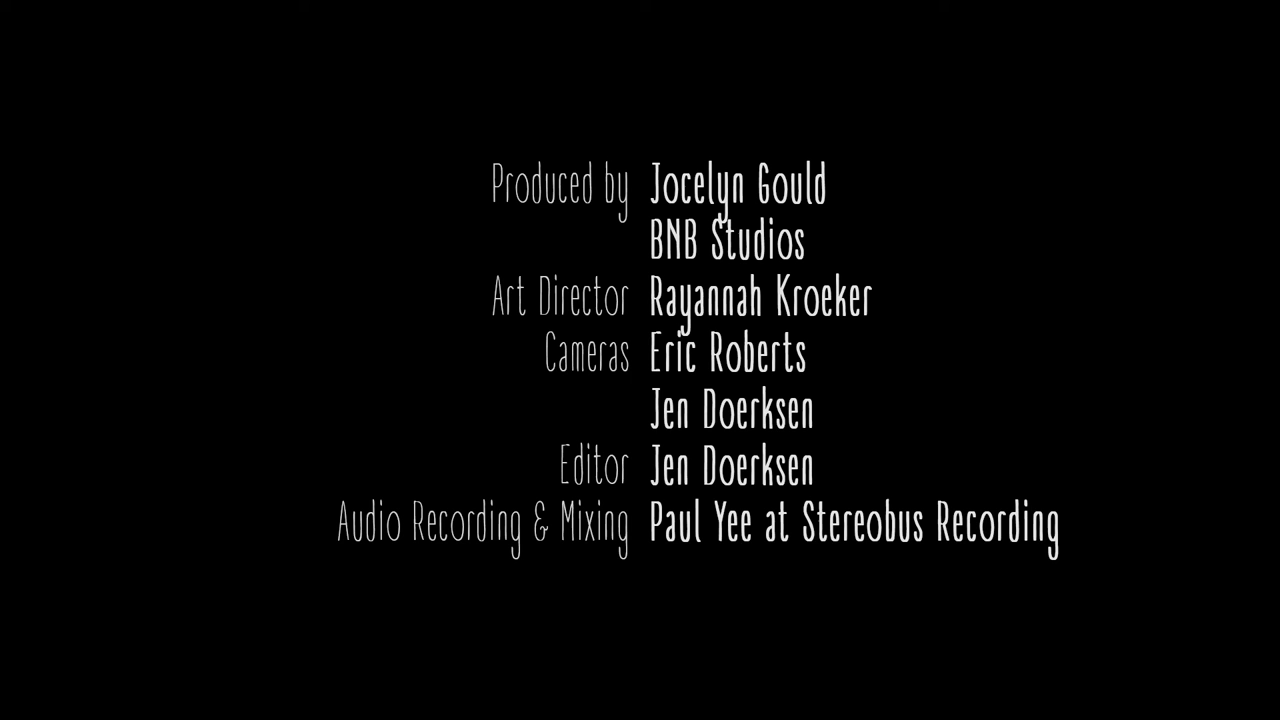 Produced by Jocelyn Gould
BNB Studios
Art Director Rayannah Kroeker
Cameras Eric Roberts
Jen Doerksen
Editor Jen Doerksen
Audio Recording & Mixing Paul Yee at Stereobus Recording